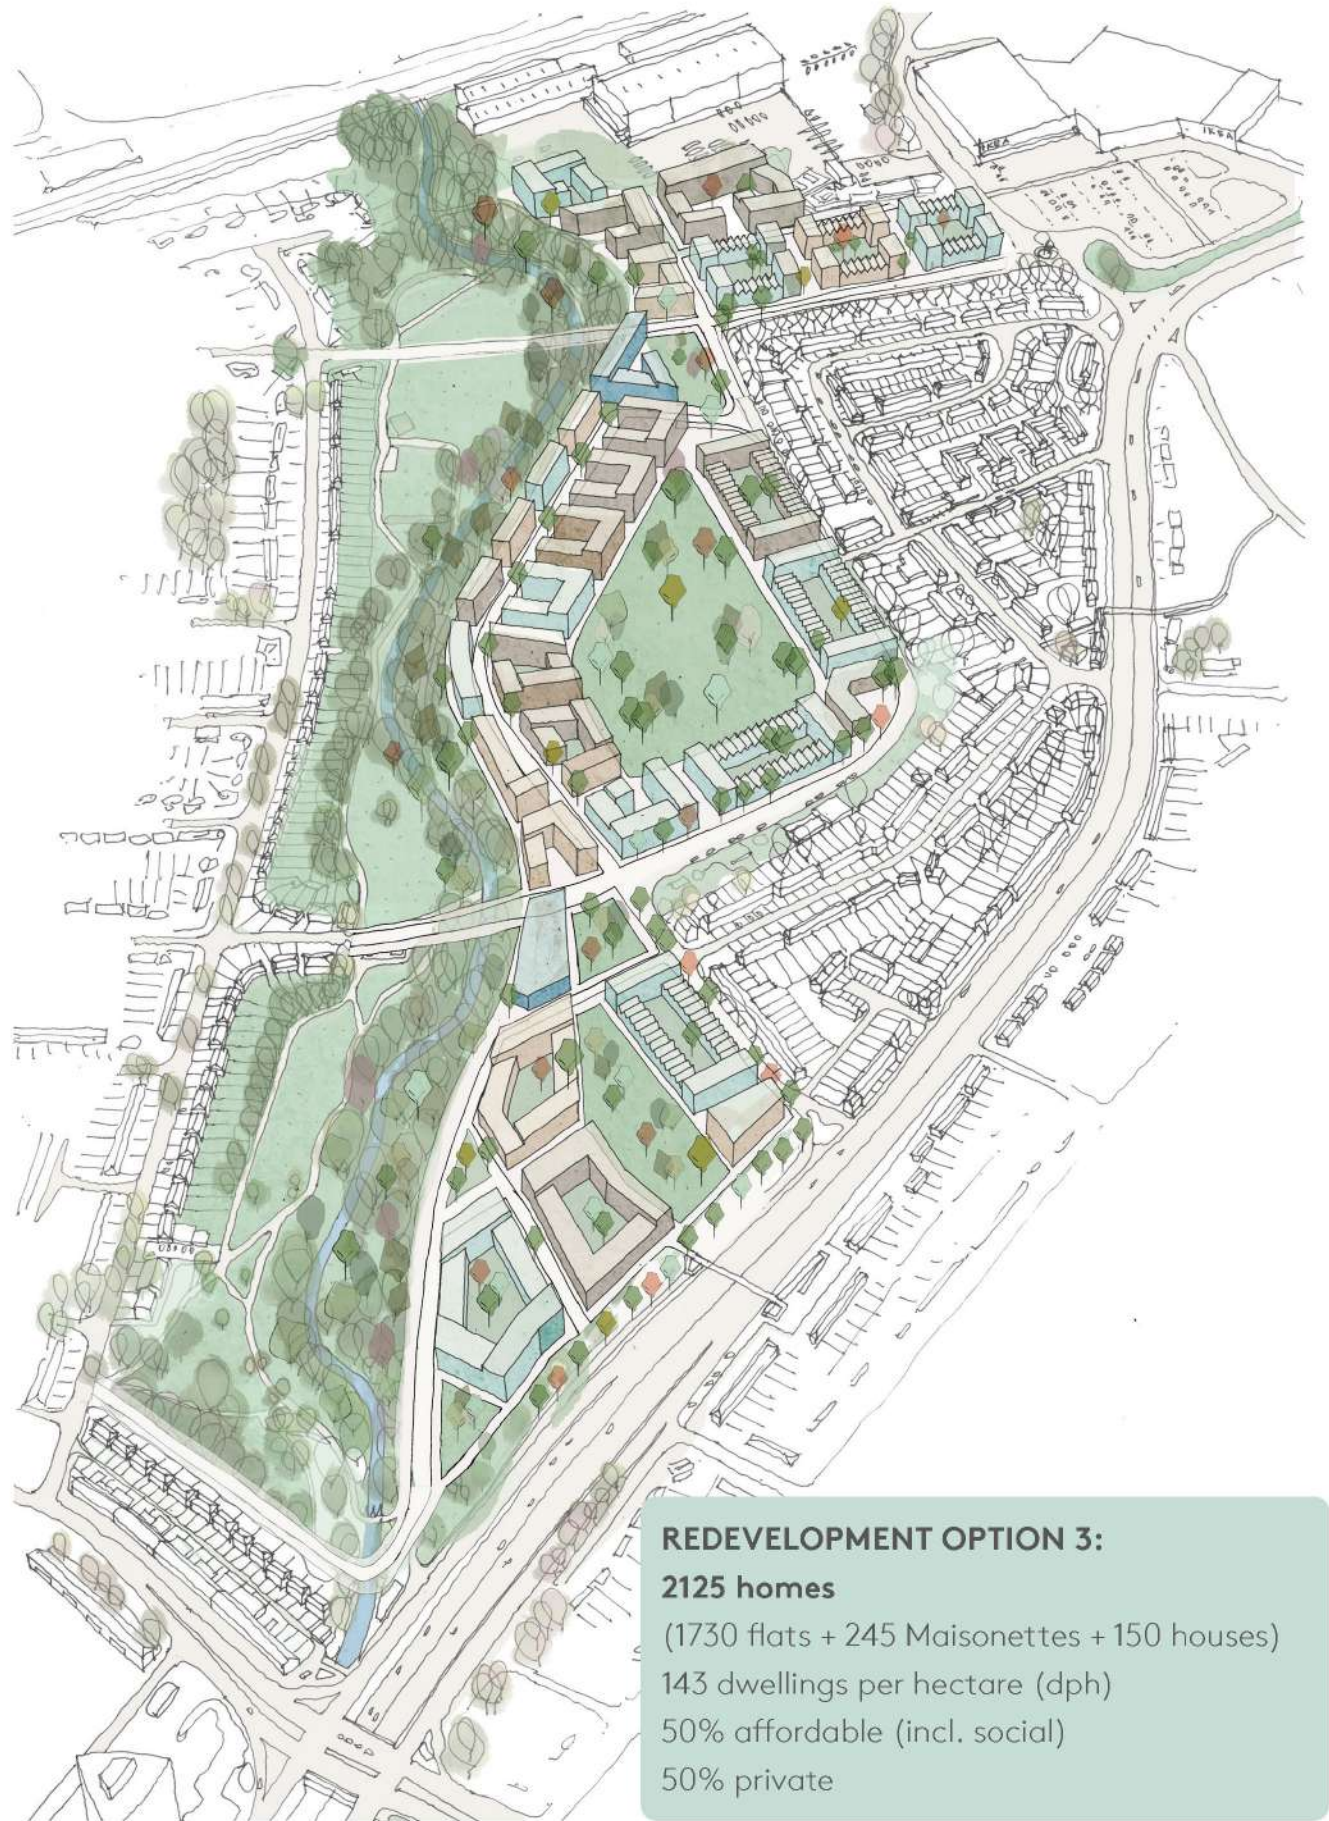 IKEA
IKEA
REDEVELOPMENT OPTION 3:
2125 homes
(1730 flats + 245 Maisonettes + 150 houses)
143 dwellings per hectare (dph)
50% affordable (incl. social)
50% private